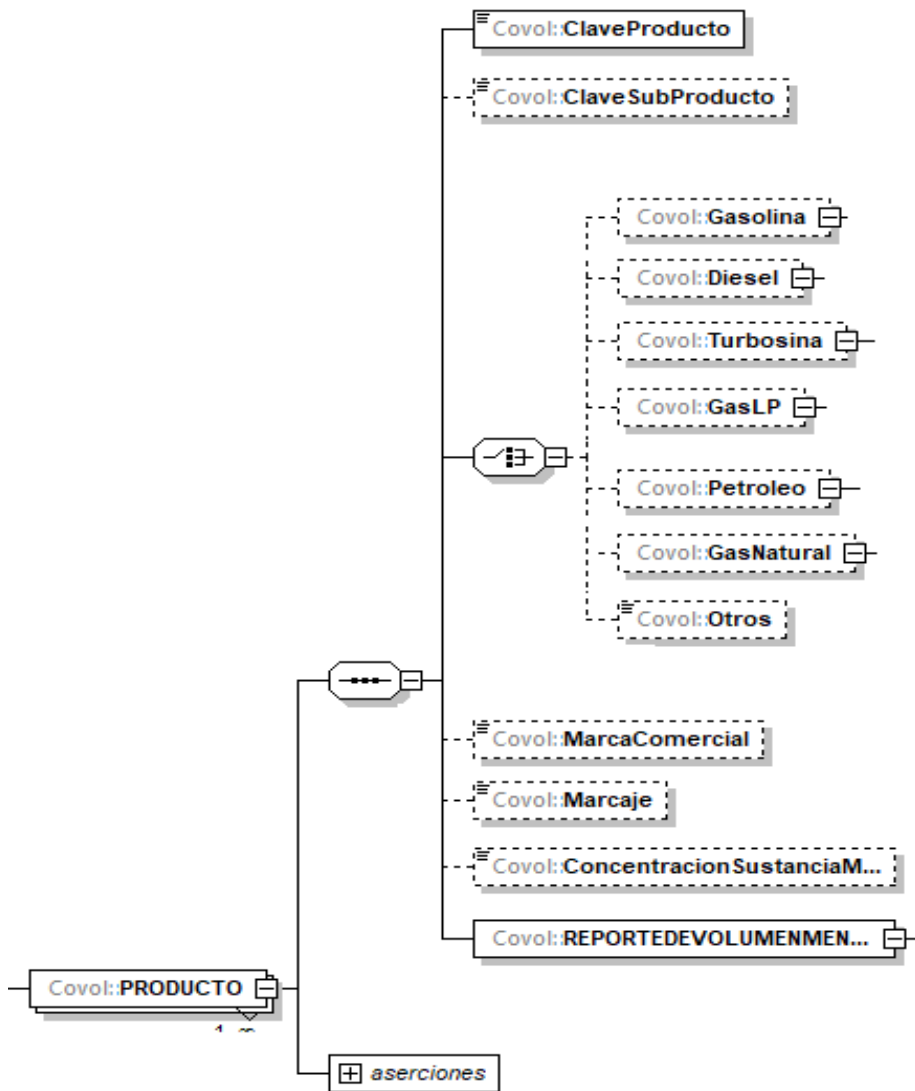 Covol::ClaveProducto
Covol::ClaveSubProducto
Covol::Gasolina
Covol::Diesel
Covol::Turbosina
Covol::GasLP
Covol::Petroleo
Covol::GasNatural
Covol::Otros
Covol::MarcaComercial
Covol::Marcaje
Covol::ConcentracionSustanciaM...
Covol::REPORTEDEVOLUMENMEN...
Covol::PRODUCTO
aserciones